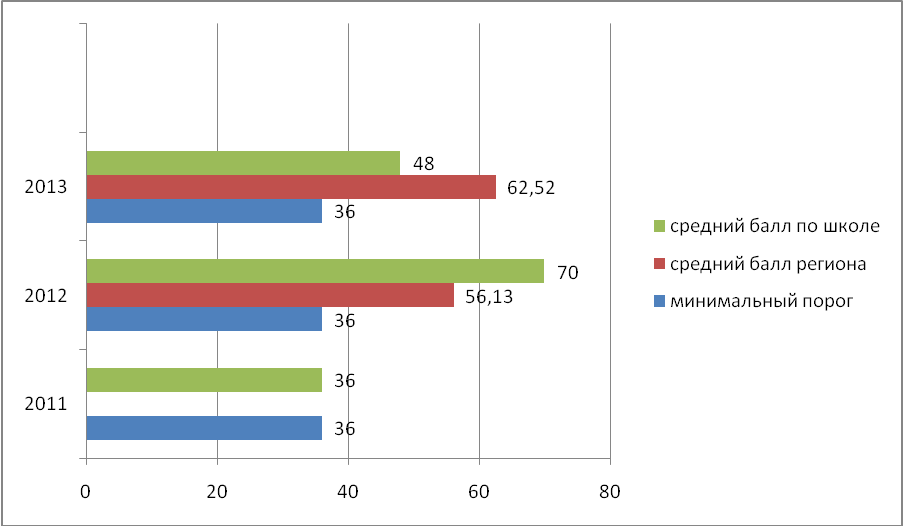 48
2013
62,52
36
средний балл по школе
средний балл региона
минимальный порог
70
2012
56,13
36
36
2011
36
0 20 40 60 80